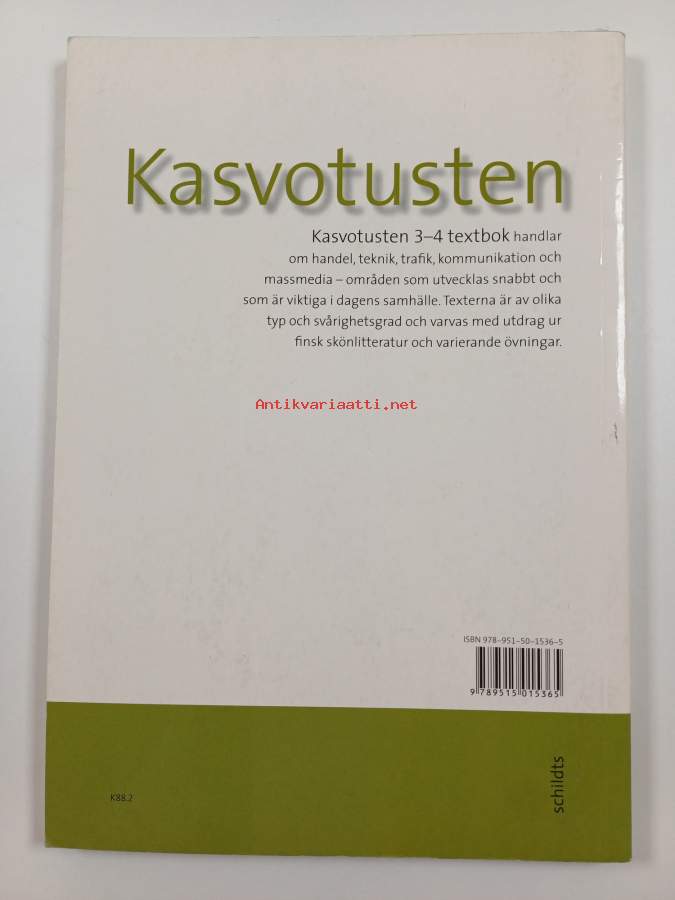 Kasvotusten
Kasvotusten 3–4 textbok handlar
om handel, teknik, trafik, kommunikation och
massmedia – områden som utvecklas snabbt och
som är viktiga i dagens samhälle. Texterna är av olika
typ och svårighetsgrad och varvas med utdrag ur
finsk skönlitteratur och varierande övningar.
Antikvariaatti.net
ISBN 978–951–50–1536–5
9 789515 015365
schildts
K88.2